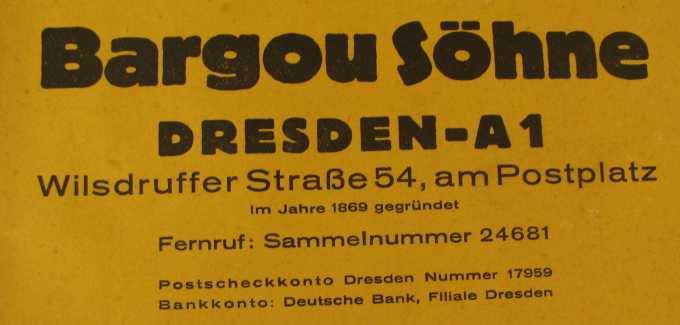 Bargou Söhne
DRESDEN-A1
Wilsdruffer Straße 54, am Postplatz
Im Jahre 1869 gegründet
Fernruf: Sammelnummer 24681
Postscheckkonto Dresden Nummer 17959
Bankkonto: Deutsche Bank, Filiale Dresden